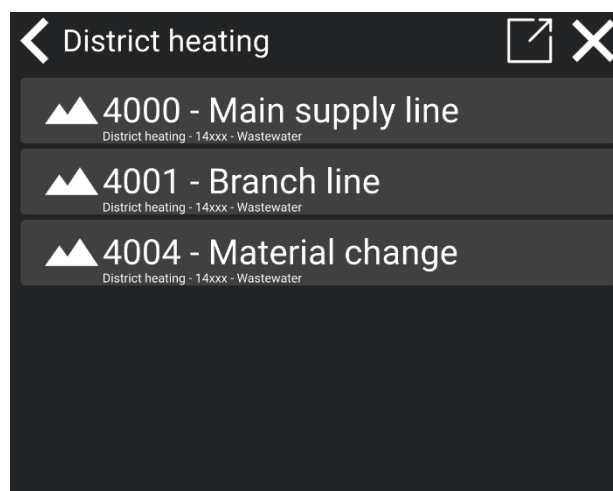 District heating
4000 - Main supply line
District heating - 14xxx - Wastewater
4001 - Branch line
District heating - 14xxx - Wastewater
4004 - Material change
District heating - 14xxx - Wastewater